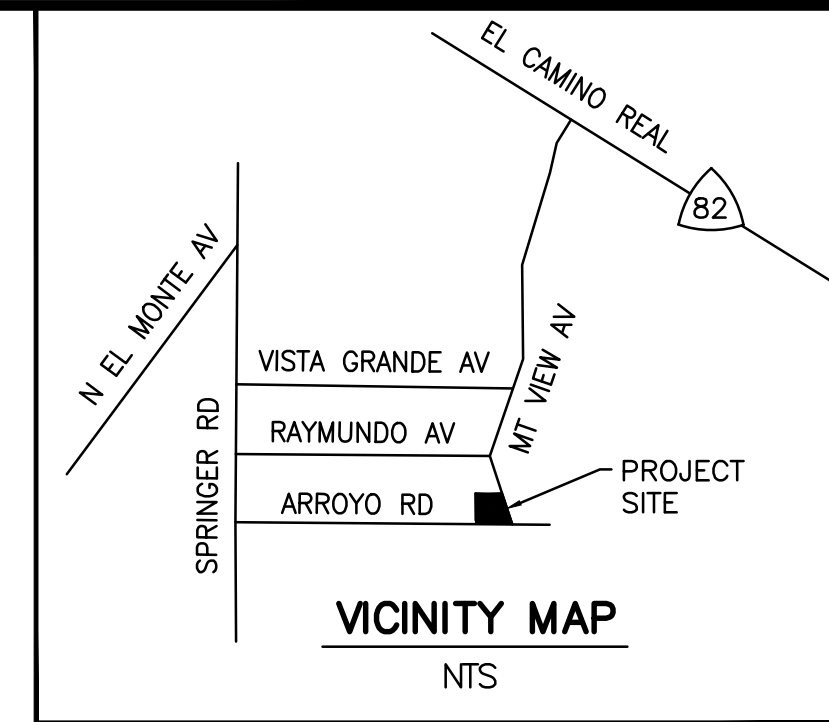 EL CAMINO REAL
82
N EL MONTE AV
VISTA GRANDE AV
MT VIEW AV
RAYMUNDO AV
SPRINGER RD
ARROYO RD
PROJECT
SITE
VICINITY MAP
NTS